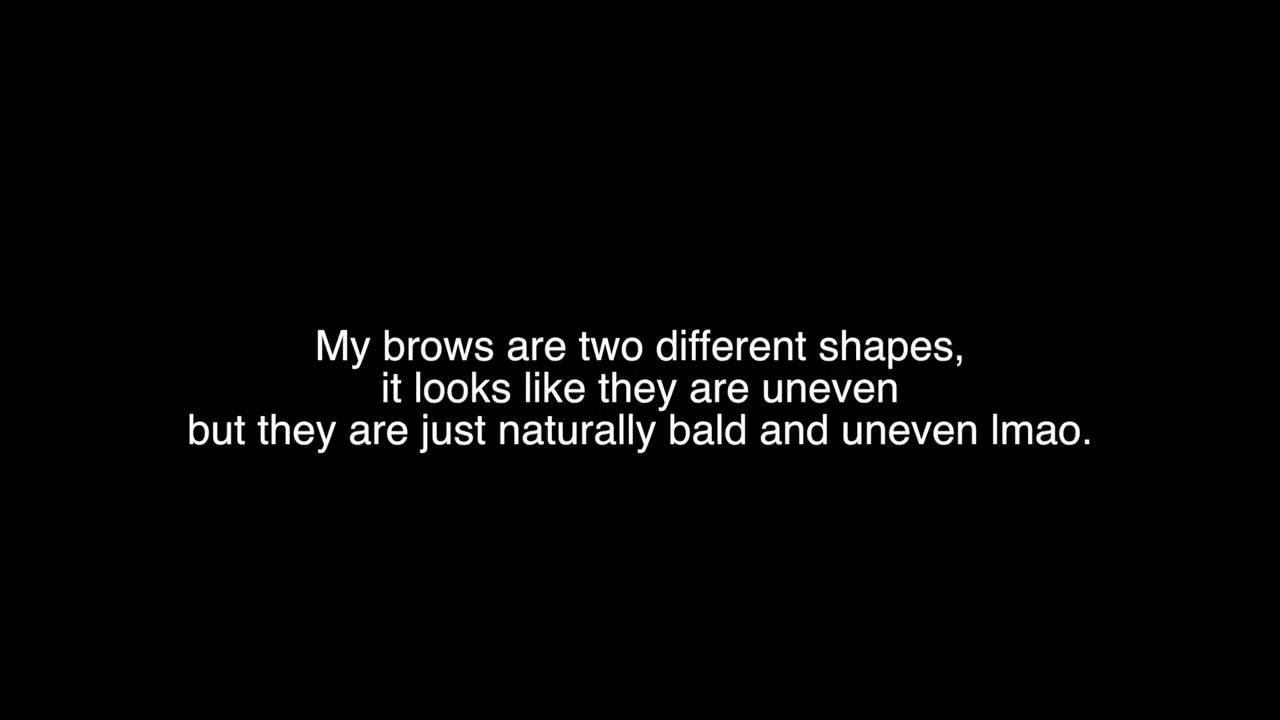 My brows are two different shapes,
it looks like they are uneven
but they are just naturally bald and uneven lmao.